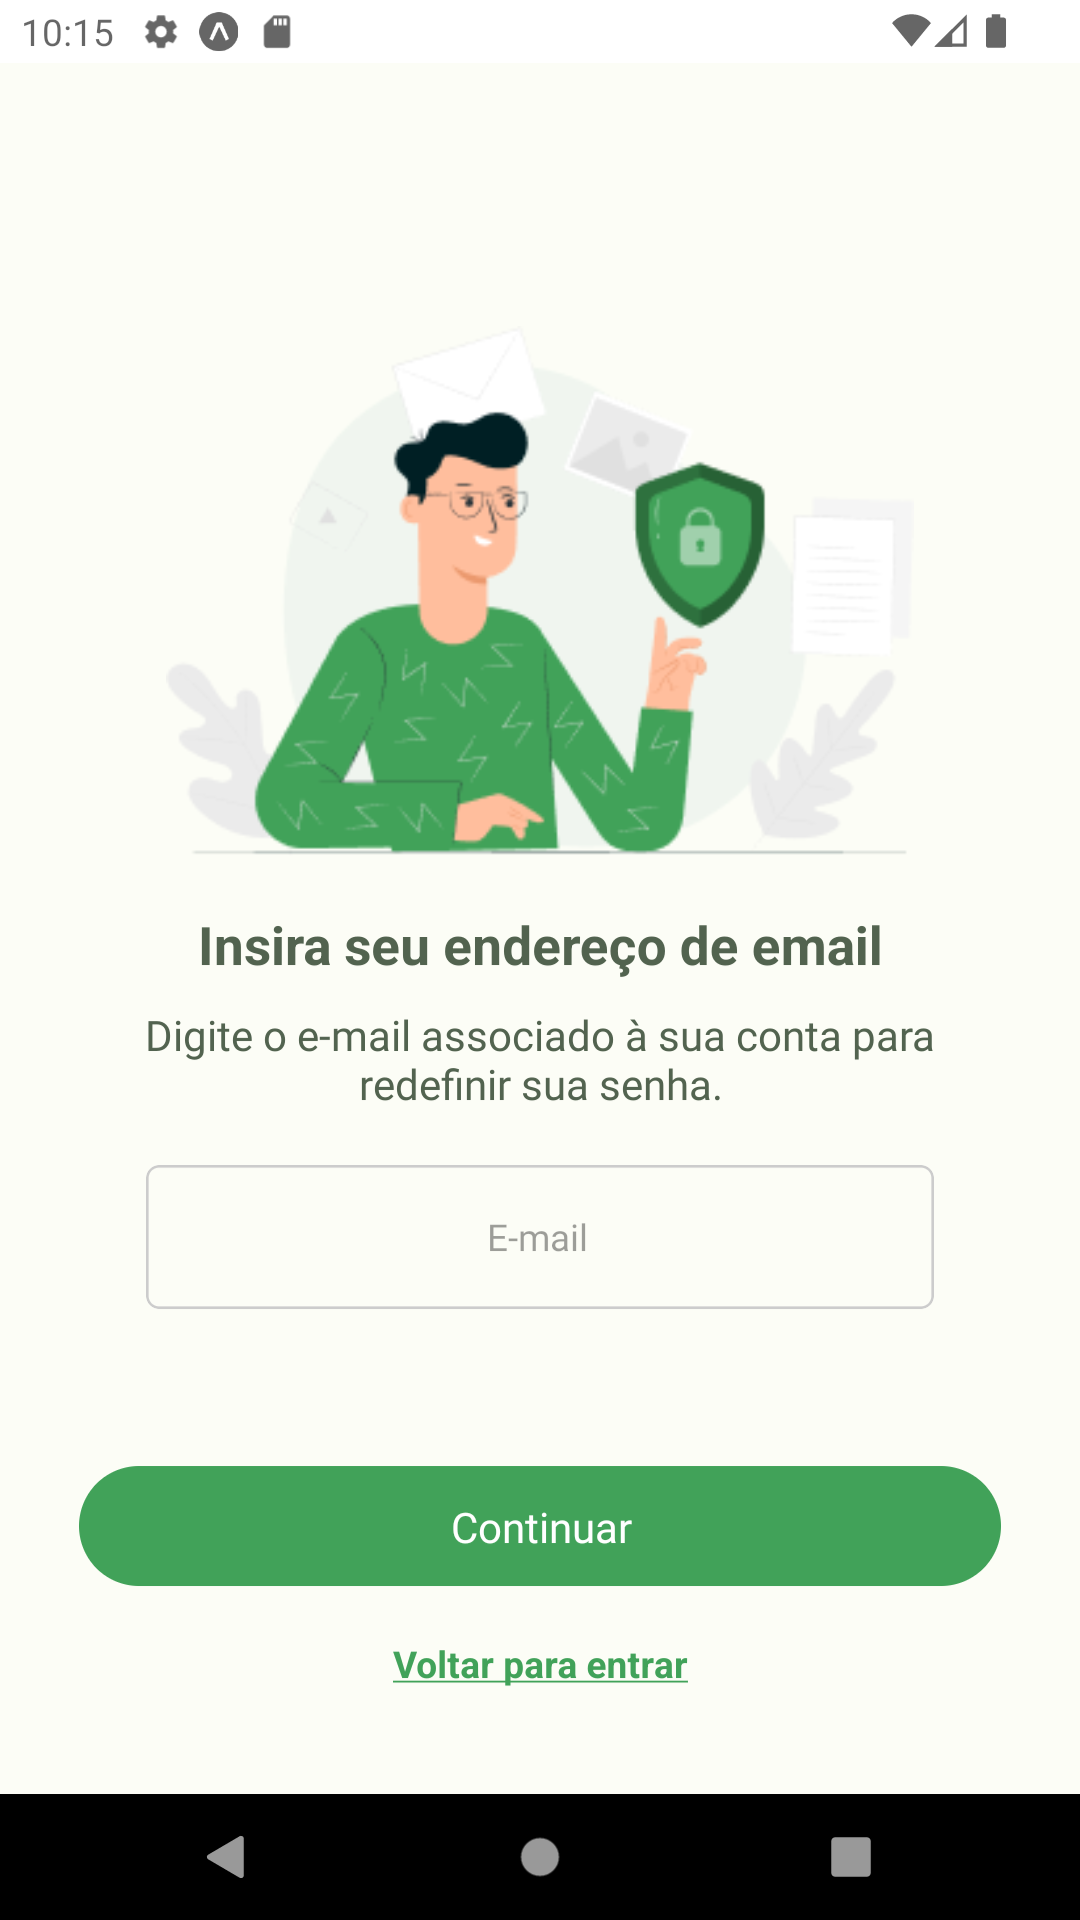 10:15
Insira seu endereço de email
Digite o e-mail associado à sua conta para
redefinir sua senha.
E-mail
Continuar
Voltar para entrar